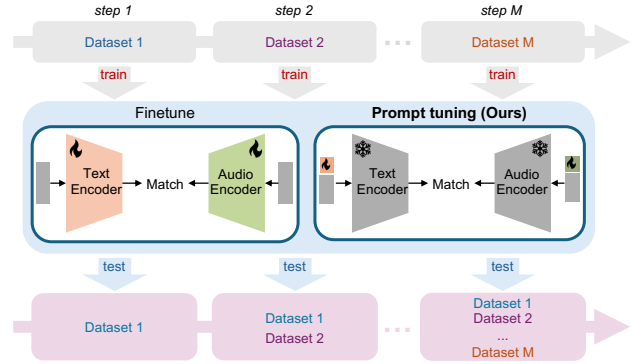 step 1
step 2
step M
Dataset 1
Dataset 2
...
Dataset M
train
train
train
Finetune
Prompt tuning (Ours)
Text
Encoder
Match
Audio
Encoder
Text
Encoder
Match
Audio
Encoder
test
test
test
Dataset 1
Dataset 1
Dataset 2
...
Dataset 1
Dataset 2
...
Dataset M